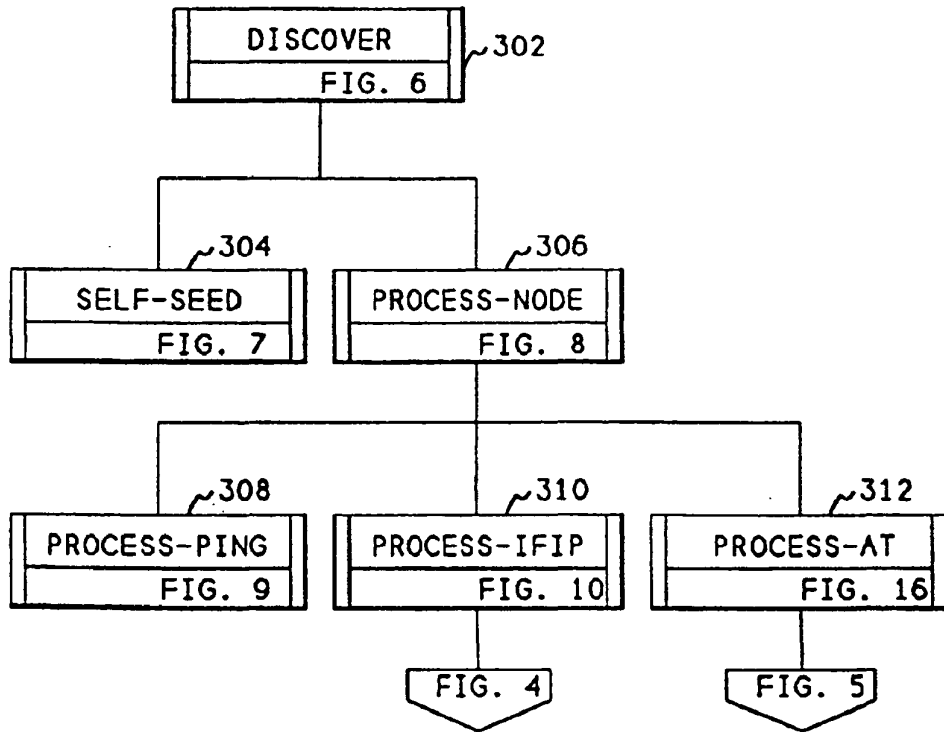 DISCOVER
FIG. 6
302
304
306
SELF-SEED
FIG. 7
PROCESS-NODE
FIG. 8
308
310
312
PROCESS-PING
FIG. 9
PROCESS-IFIP
FIG. 10
PROCESS-AT
FIG. 16
FIG. 4
FIG. 5